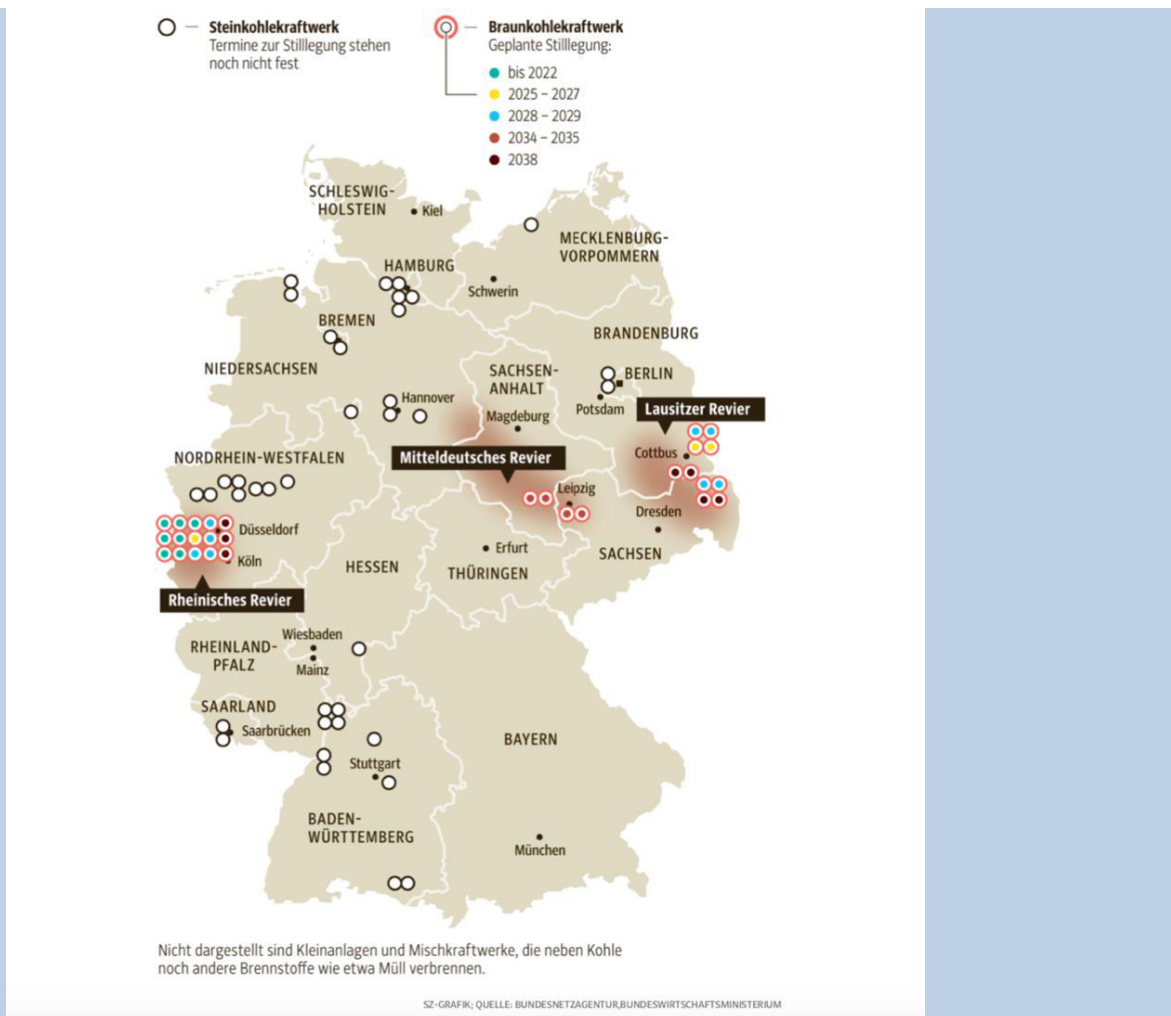 Steinkohlekraftwerk
Termine zur Stilllegung stehen
noch nicht fest
Braunkohlekraftwerk
Geplante Stilllegung:
bis 2022
2025 – 2027
2028 – 2029
2034 – 2035
2038
SCHLESWIG-
HOLSTEIN
Kiel
MECKLENBURG-
VORPOMMERN
HAMBURG
Schwerin
BREMEN
BRANDENBURG
NIEDERSACHSEN
SACHSEN-
ANHALT
BERLIN
Hannover
Potsdam
Lausitzer Revier
Magdeburg
NORDRHEIN-WESTFALEN
Mitteldeutsches Revier
Cottbus
Leipzig
Dresden
Düsseldorf
Erfurt
SACHSEN
Köln
HESSEN
THÜRINGEN
Rheinisches Revier
Wiesbaden
RHEINLAND-
PFALZ
Mainz
SAARLAND
Saarbrücken
BAYERN
Stuttgart
BADEN-
WÜRTTEMBERG
München
Nicht dargestellt sind Kleinanlagen und Mischkraftwerke, die neben Kohle
noch andere Brennstoffe wie etwa Müll verbrennen.
SZ-GRAFIK; QUELLE: BUNDESNETZAGENTUR,BUNDESWIRTSCHAFTSMINISTERIUM